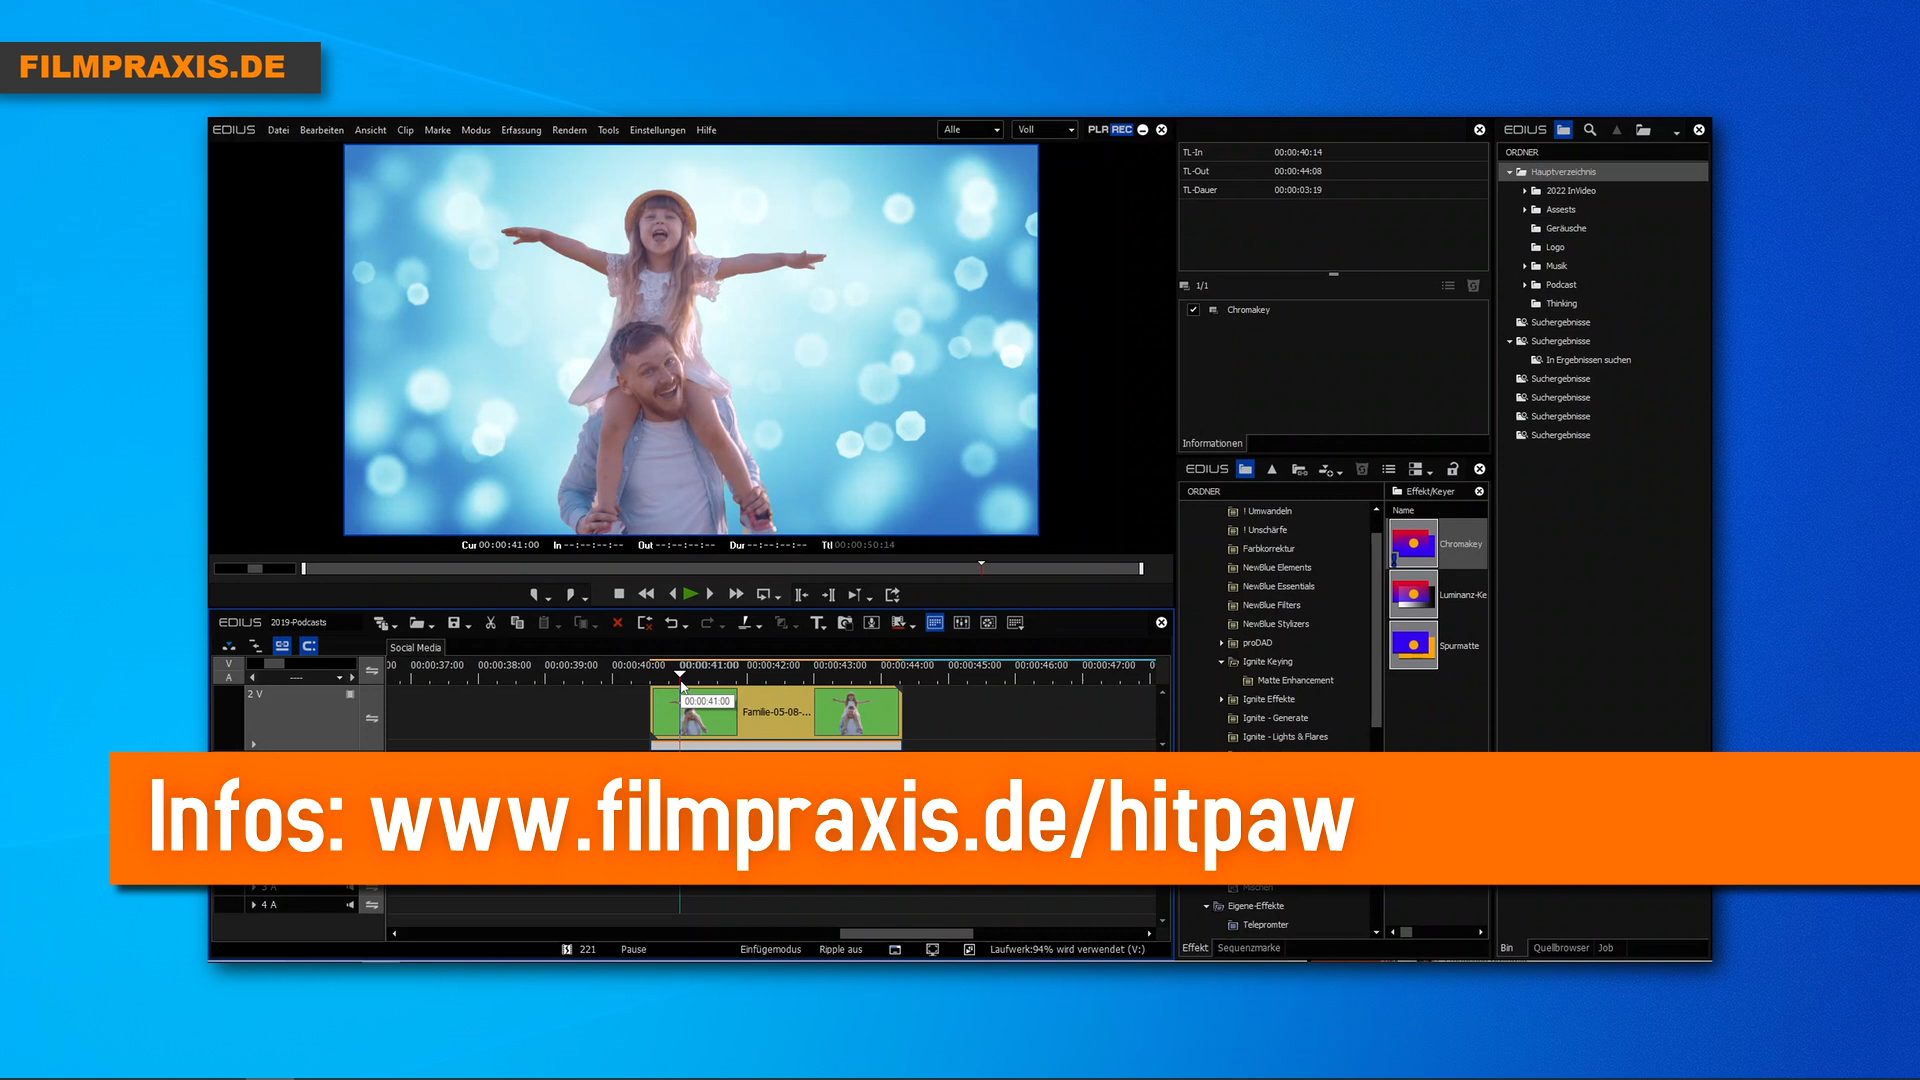 FILMPRAXIS.DE
EDIUS Datei Bearbeiten Ansicht Clip Marke Modus Erfassung Rendern Tools Einstellungen Hilfe Alle Voll PLR REC
TL-In 00:00:40:14
TL-Out 00:00:44:08
TL-Dauer 00:00:03:19
1/1
Chromakey
Informationen
EDIUS
ORDNER
Hauptverzeichnis
2022 InVideo
Assests
Geräusche
Logo
Musik
Podcast
Thinking
Suchergebnisse
Suchergebnisse
In Ergebnissen suchen
Suchergebnisse
Suchergebnisse
Suchergebnisse
Suchergebnisse
Cur 00:00:41:00 In --:--:--:-- Out --:--:--:-- Dur --:--:--:-- Ttl 00:00:50:14
EDIUS
ORDNER
! Umwandeln
! Unschärfe
Farbkorrektur
NewBlue Elements
NewBlue Essentials
NewBlue Filters
NewBlue Stylizers
proDAD
Ignite Keying
Matte Enhancement
Ignite Effekte
Ignite - Generate
Ignite - Lights & Flares
Effekt/Keyer
Name
Chromakey
Luminanz-Ke
Spurmatte
EDIUS 2019-Podcasts
Social Media
00 00:00:37:00 00:00:38:00 00:00:39:00 00:00:40:00 00:00:41:00 00:00:42:00 00:00:43:00 00:00:44:00 00:00:45:00 00:00:46:00 00:00:47:00 0
V
A
2 V
00:00:41:00
Familie-05-08-...
Infos: www.filmpraxis.de/hitpaw
3 A
4 A
Mischen
Eigene-Effekte
Telepromter
221 Pause Einfügemodus Ripple aus Laufwerk:94% wird verwendet (V:)
Effekt Sequenzmarke
Bin Quellbrowser Job